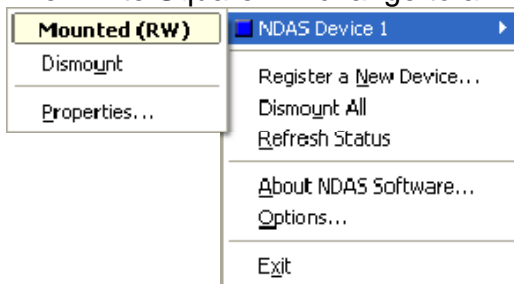 Mounted (RW)
Dismount
Properties...
NDAS Device 1
Register a New Device...
Dismount All
Refresh Status
About NDAS Software...
Options...
Exit